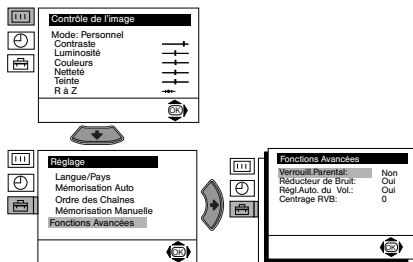 Contrôle de l'image
Mode: Personnel
Contraste
Luminosité
Couleurs
Netteté
Teinte
R à Z
OK
Réglage
Langue/Pays
Mémorisation Auto
Ordre des Chaînes
Mémorisation Manuelle
Fonctions Avancées
OK
Fonctions Avancées
Verrouill.Parental: Non
Réducteur de Bruit: Oui
Régl.Auto. du Vol.: Oui
Centrage RVB: 0
OK